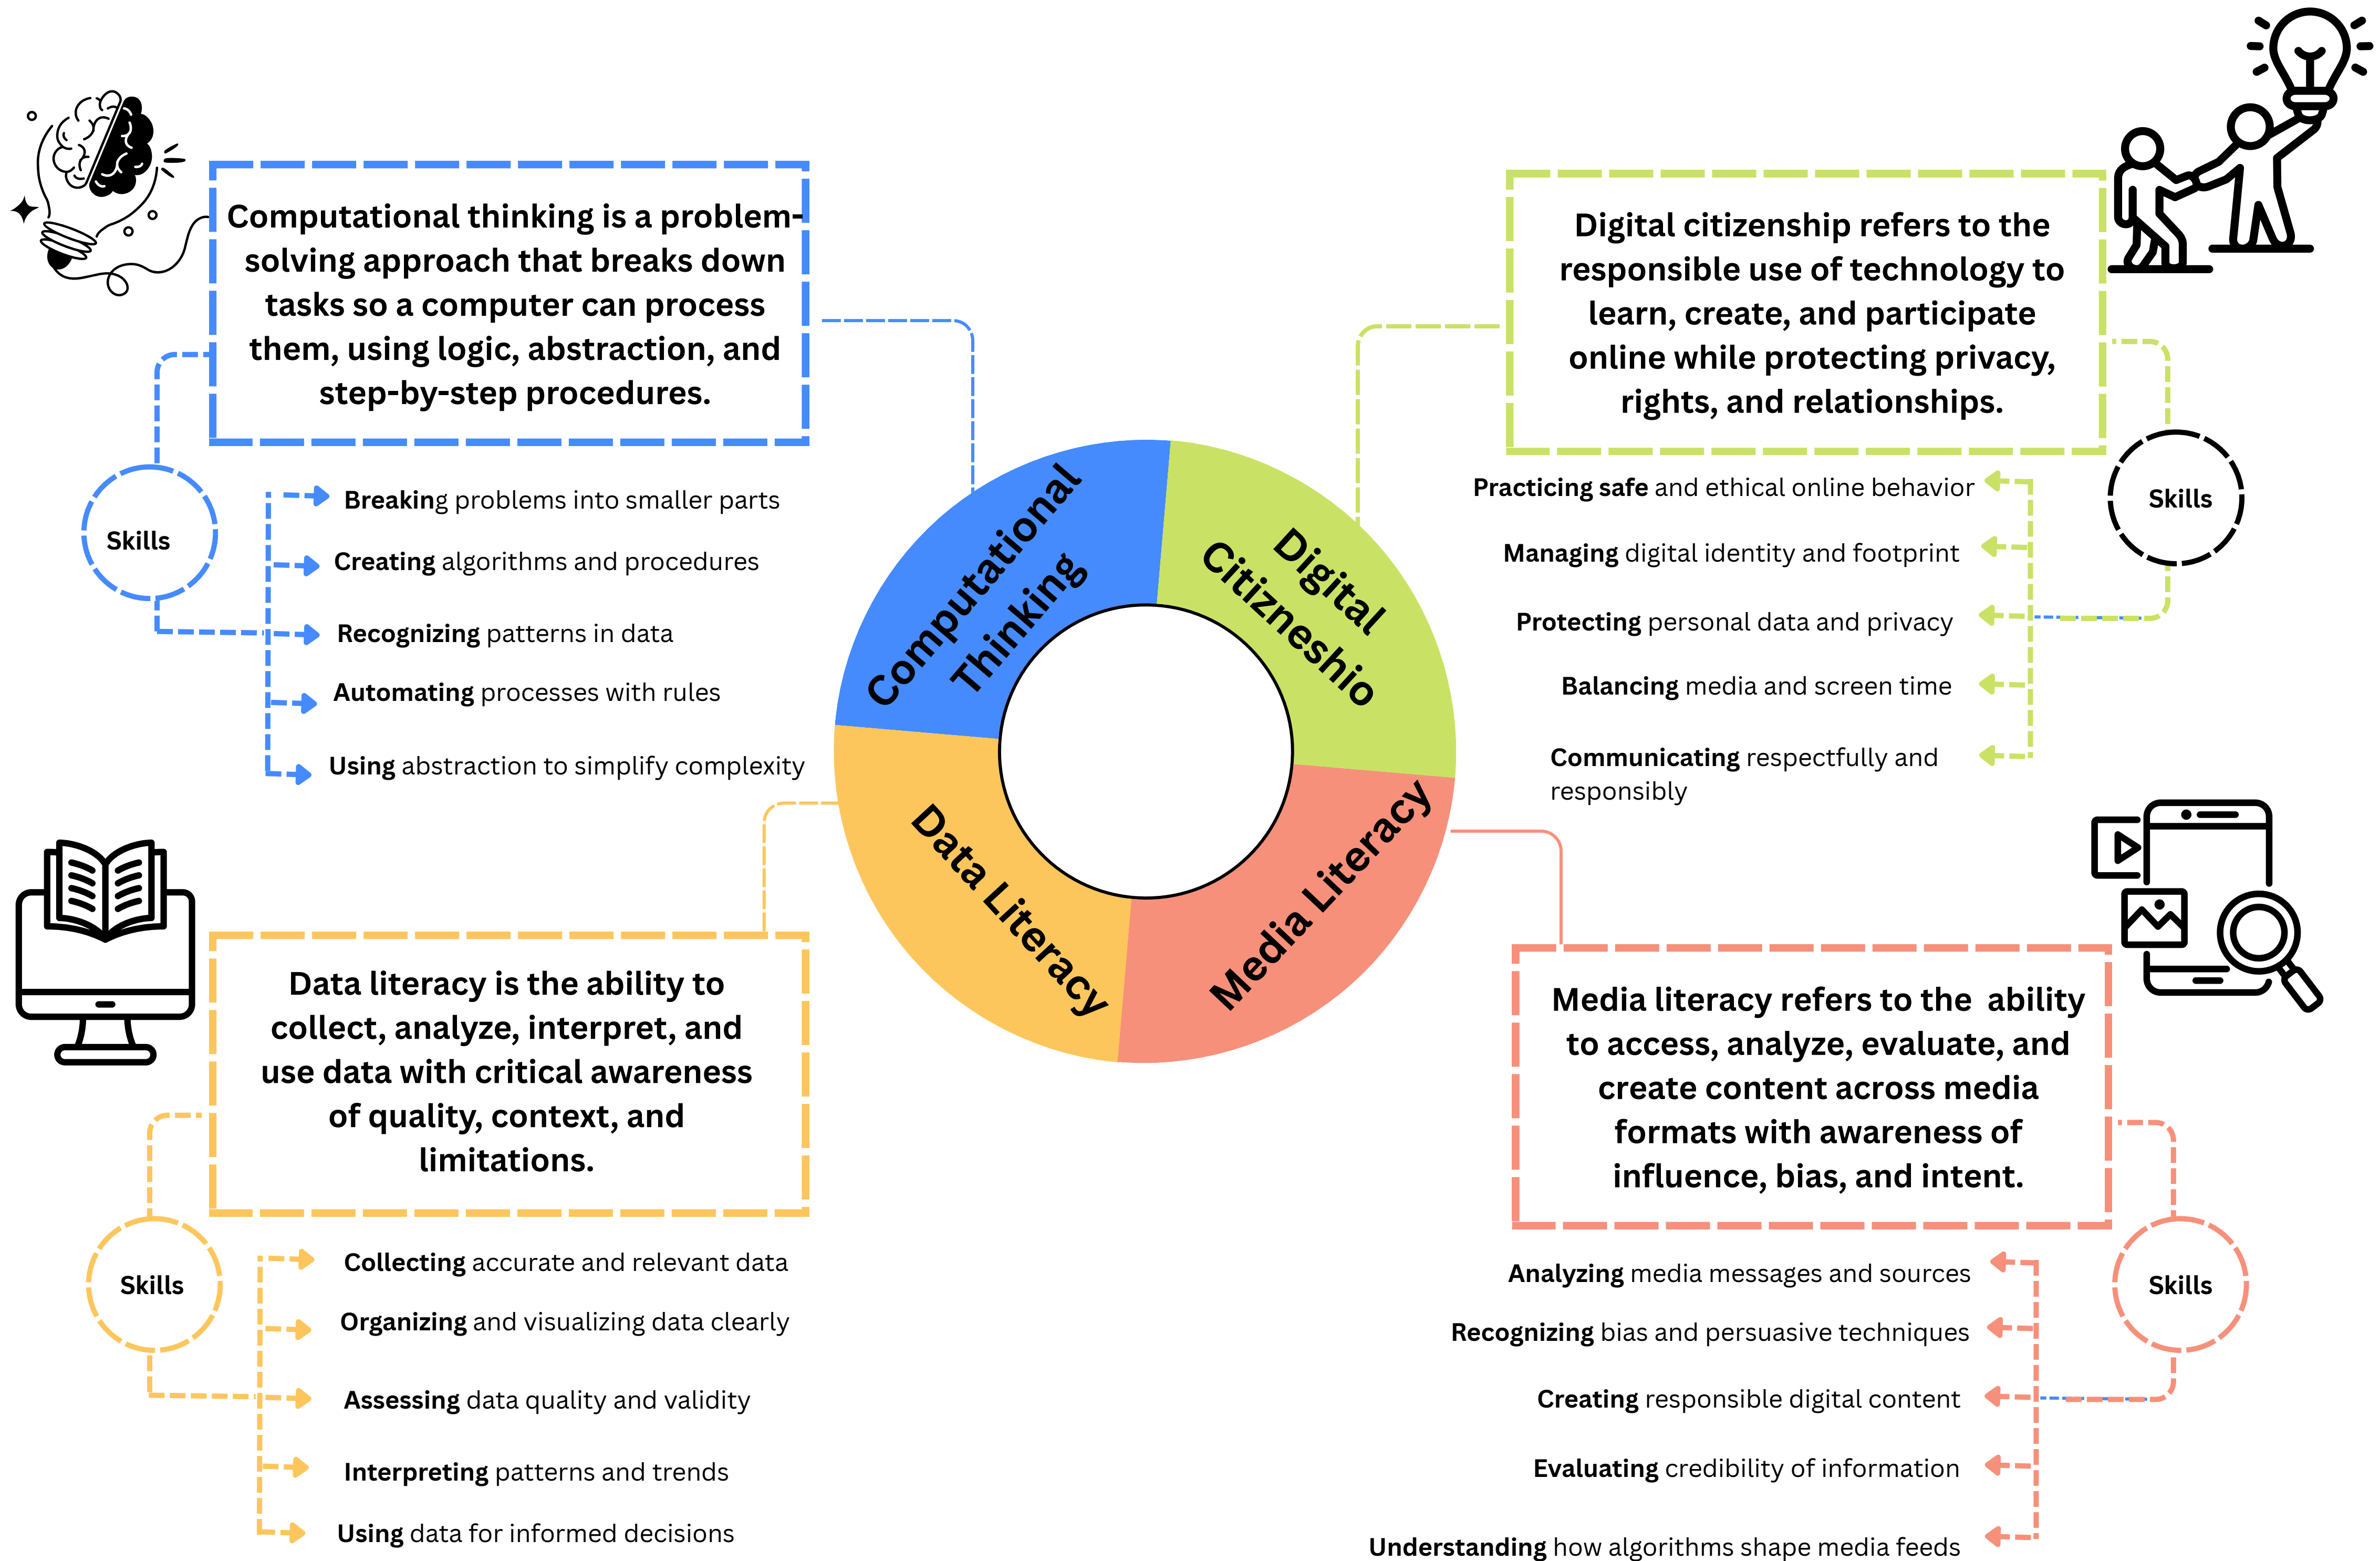 Computational thinking is a problem-
solving approach that breaks down
tasks so a computer can process
them, using logic, abstraction, and
step-by-step procedures.
Skills
Breaking problems into smaller parts
Creating algorithms and procedures
Recognizing patterns in data
Automating processes with rules
Using abstraction to simplify complexity
Digital citizenship refers to the
responsible use of technology to
learn, create, and participate
online while protecting privacy,
rights, and relationships.
Skills
Practicing safe and ethical online behavior
Managing digital identity and footprint
Protecting personal data and privacy
Balancing media and screen time
Communicating respectfully and
responsibly
Computational
Thinking
Digital
Citizneshio
Data Literacy
Media Literacy
Data literacy is the ability to
collect, analyze, interpret, and
use data with critical awareness
of quality, context, and
limitations.
Skills
Collecting accurate and relevant data
Organizing and visualizing data clearly
Assessing data quality and validity
Interpreting patterns and trends
Using data for informed decisions
Media literacy refers to the  ability
to access, analyze, evaluate, and
create content across media
formats with awareness of
influence, bias, and intent.
Skills
Analyzing media messages and sources
Recognizing bias and persuasive techniques
Creating responsible digital content
Evaluating credibility of information
Understanding how algorithms shape media feeds